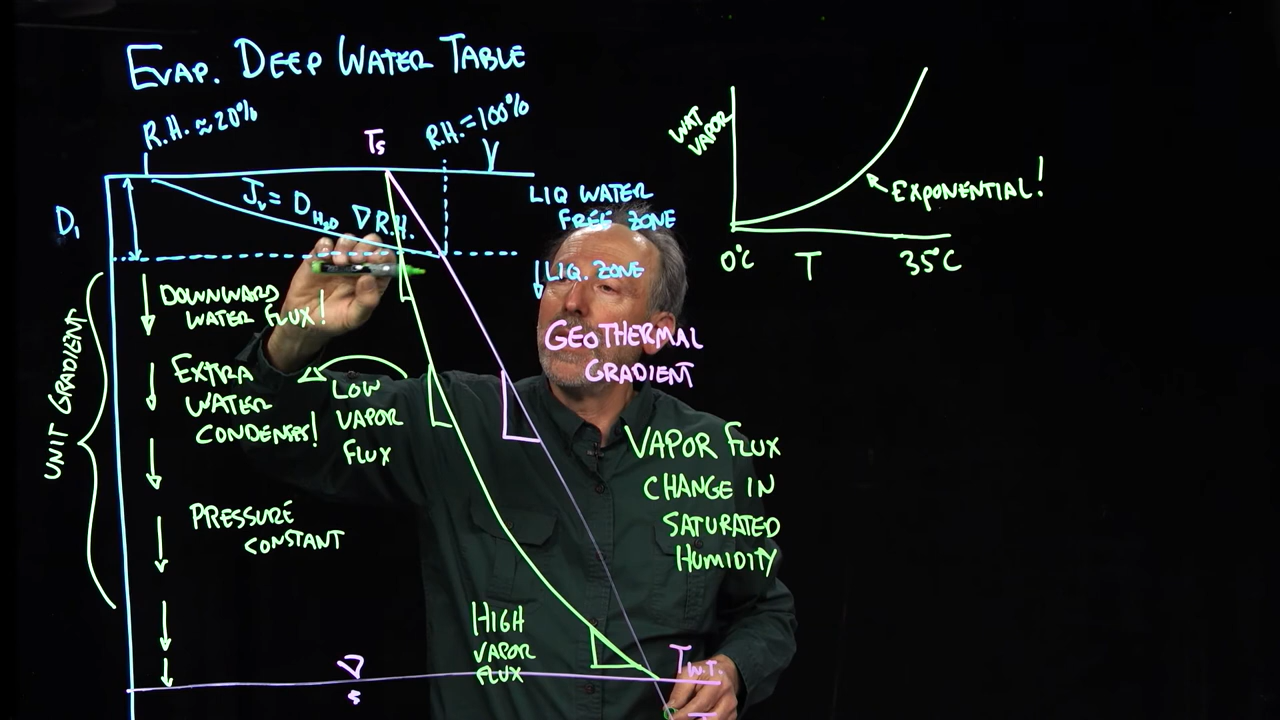 EVAP. DEEP WATER TABLE
R.H. ≈ 20%
Ts
R.H. = 100%
D₁
Jᵥ = D_H₂O ∇ R.H.
LIQ WATER
FREE ZONE
LIQ. ZONE
UNIT GRADIENT
DOWNWARD
WATER FLUX!
EXTRA
WATER
CONDENSES!
LOW
VAPOR
FLUX
PRESSURE
CONSTANT
GEOTHERMAL
GRADIENT
VAPOR FLUX
CHANGE IN
SATURATED
HUMIDITY
HIGH
VAPOR
FLUX
T W.T.
WAT
VAPOR
EXPONENTIAL!
0°C
T
35°C